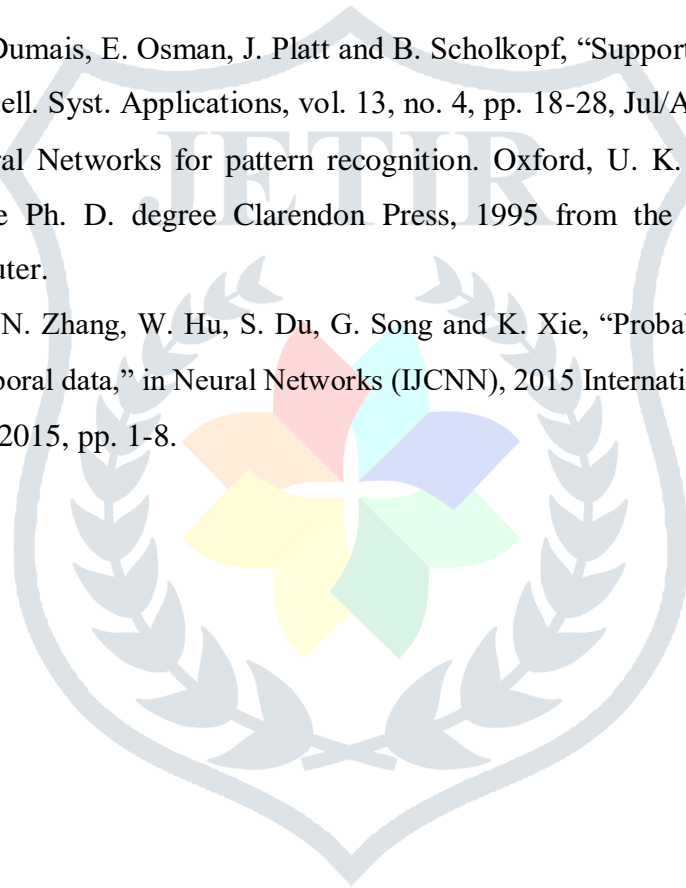 Dumais, E. Osman, J. Platt and B. Scholkopf, “Support
ell. Syst. Applications, vol. 13, no. 4, pp. 18-28, Jul/A
ral Networks for pattern recognition. Oxford, U. K.
JETIR
e Ph. D. degree Clarendon Press, 1995 from the
uter.
N. Zhang, W. Hu, S. Du, G. Song and K. Xie, “Proba
poral data,” in Neural Networks (IJCNN), 2015 Internati
2015, pp. 1-8.